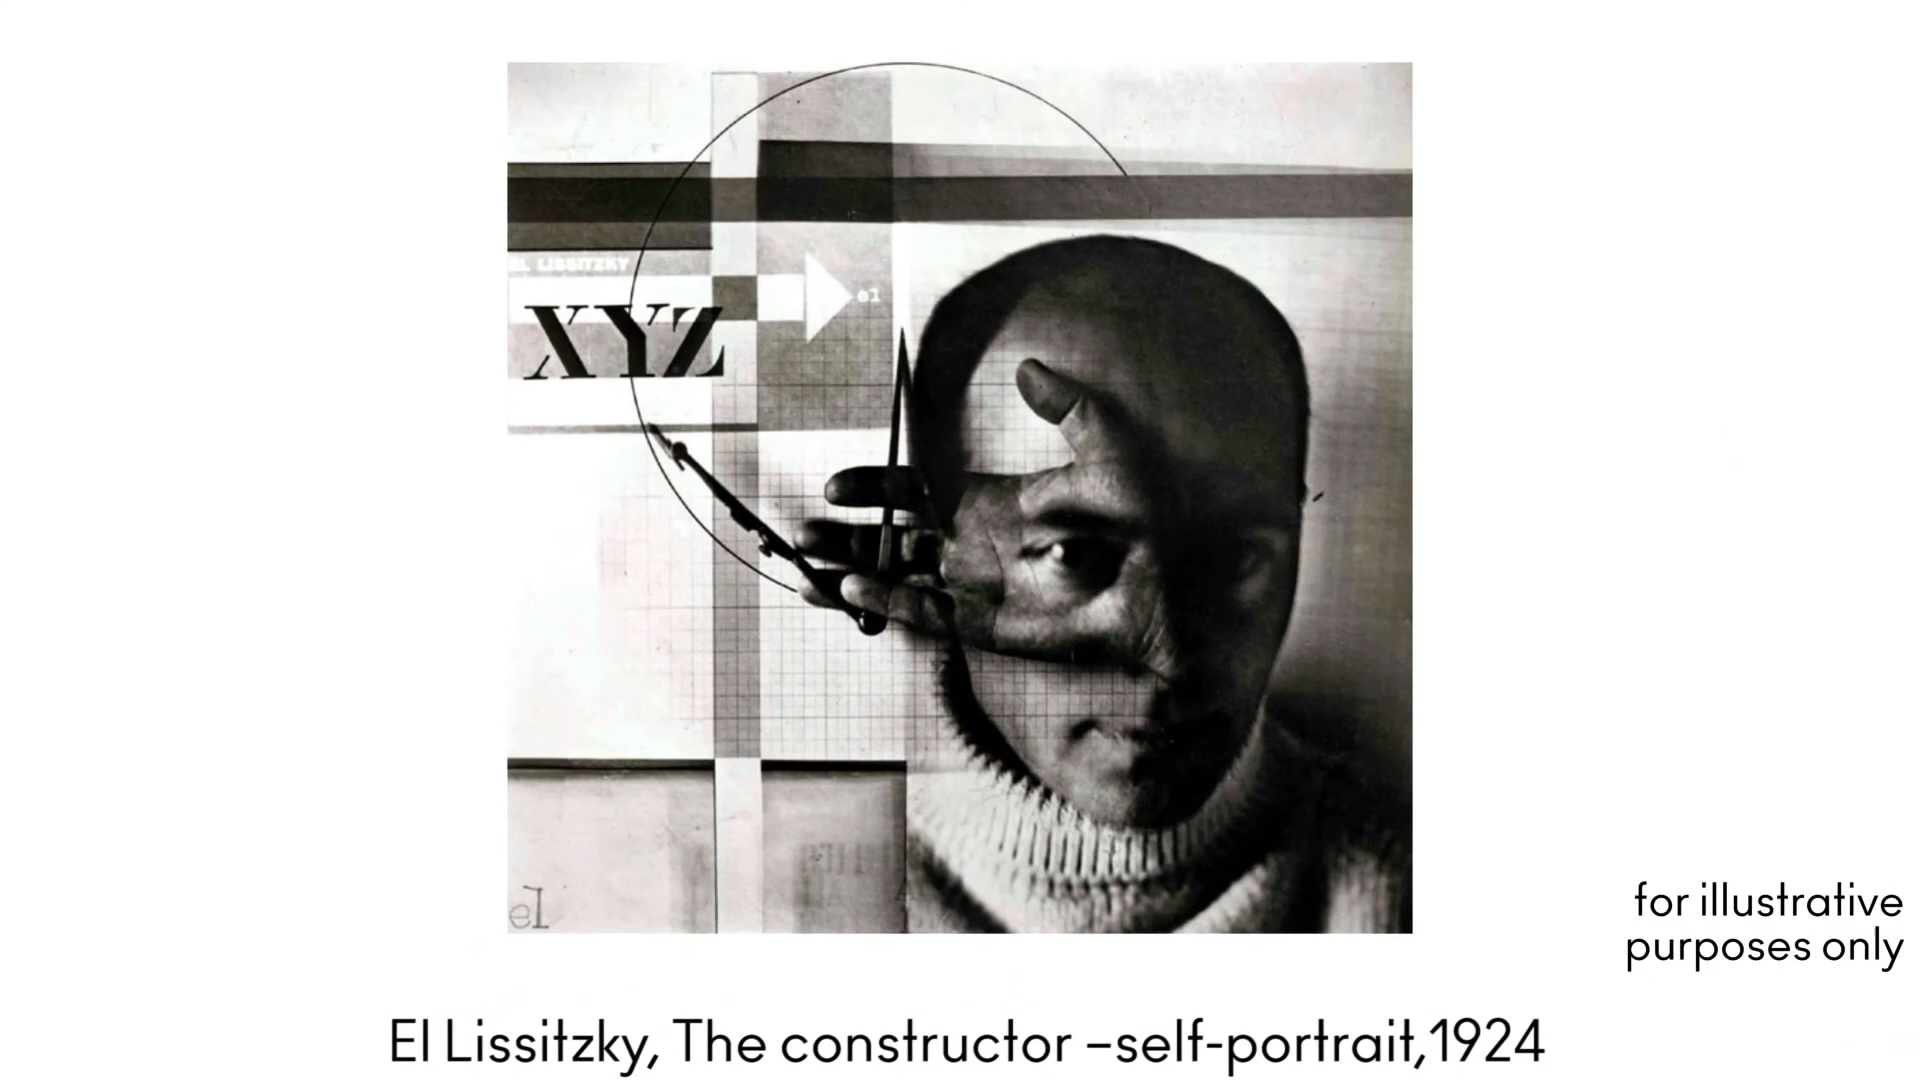 EL LISSITZKY
el
XYZ
el
for illustrative
purposes only
El Lissitzky, The constructor –self-portrait,1924